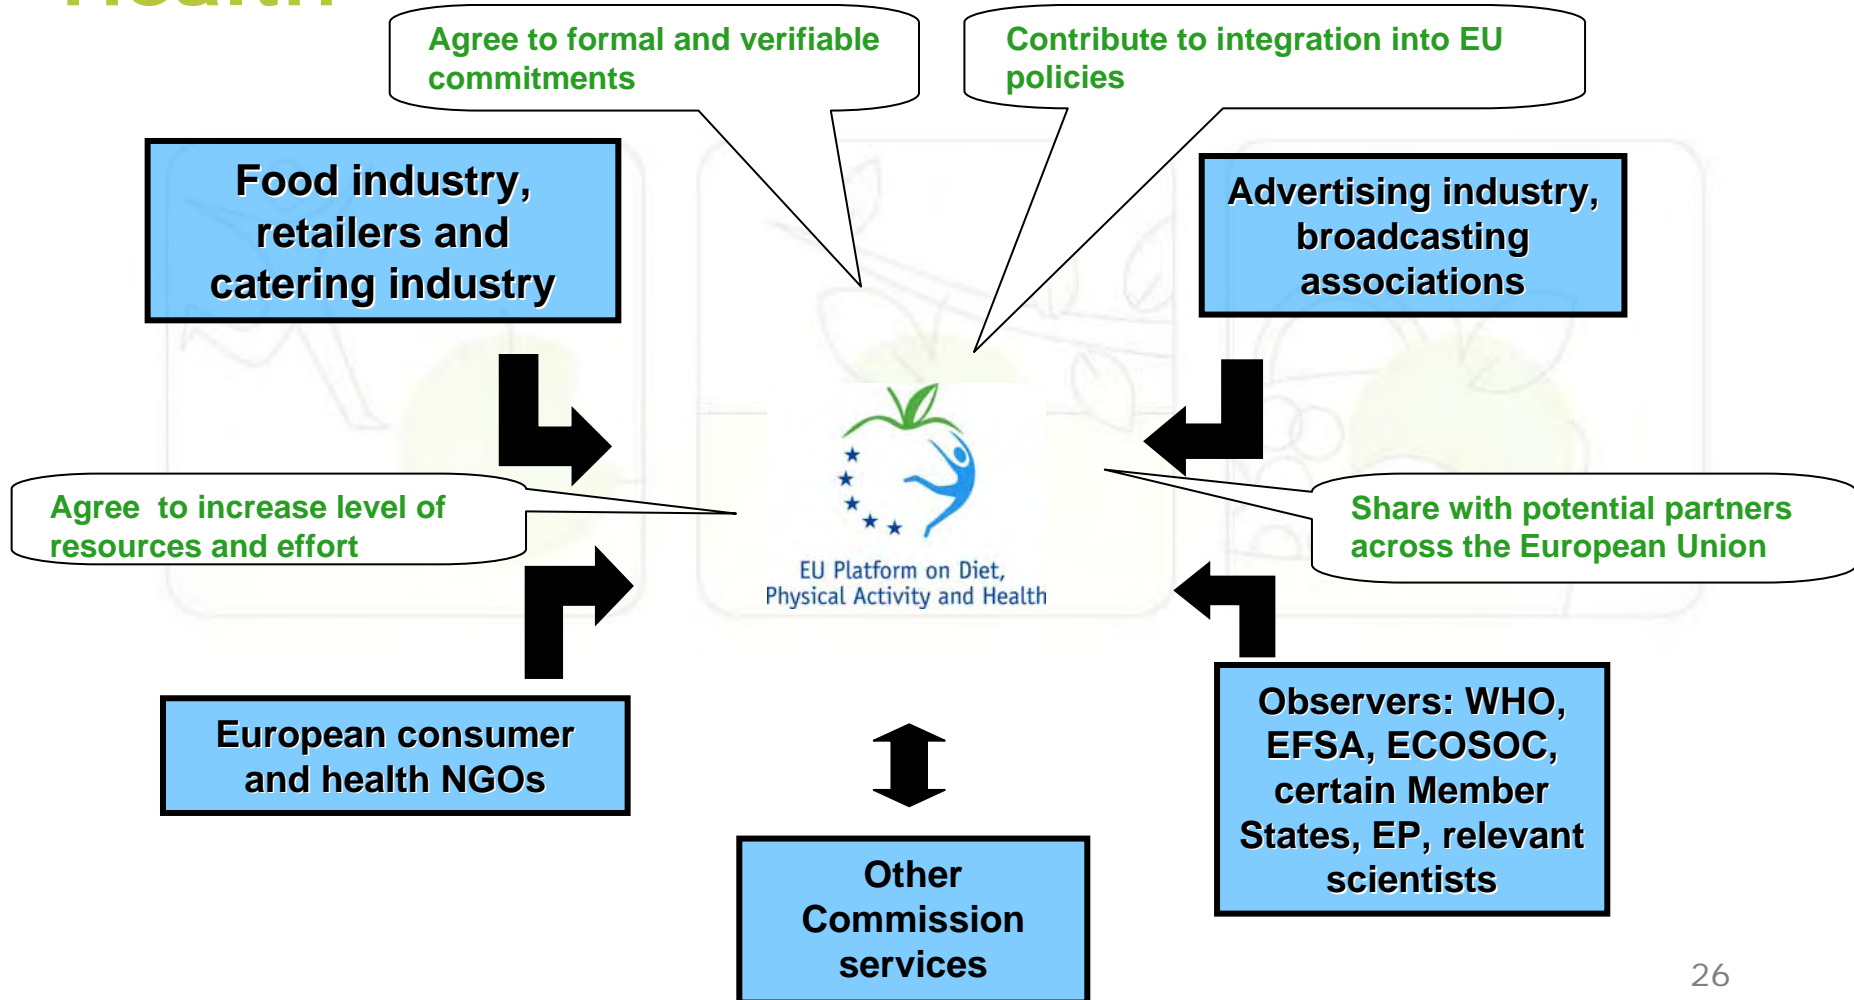 Health
Agree to formal and verifiable
commitments
Contribute to integration into EU
policies
Food industry,
retailers and
catering industry
Advertising industry,
broadcasting
associations
Agree to increase level of
resources and effort
Share with potential partners
across the European Union
EU Platform on Diet,
Physical Activity and Health
European consumer
and health NGOs
Observers: WHO,
EFSA, ECOSOC,
certain Member
States, EP, relevant
scientists
Other
Commission
services
26